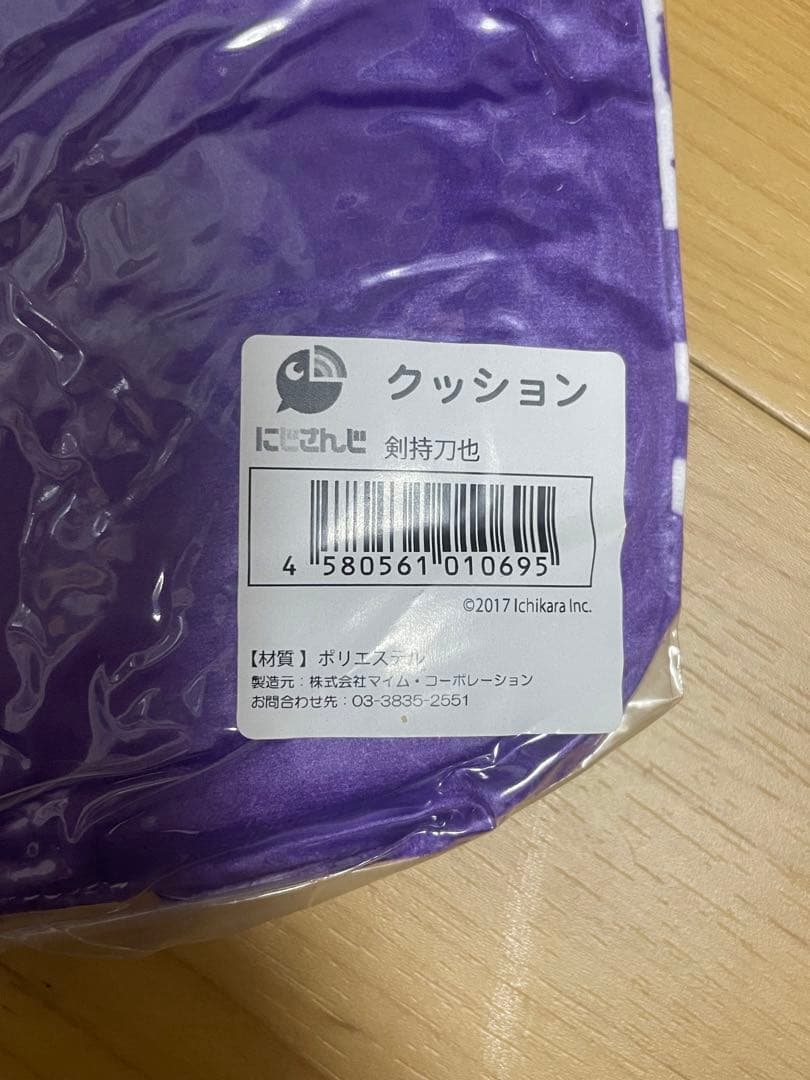 クッション
にじさんじ
剣持刀也
4 580561 010695
©2017 Ichikara Inc.
【材質】ポリエステル
製造元：株式会社マイム・コーポレーション
お問合わせ先：03-3835-2551